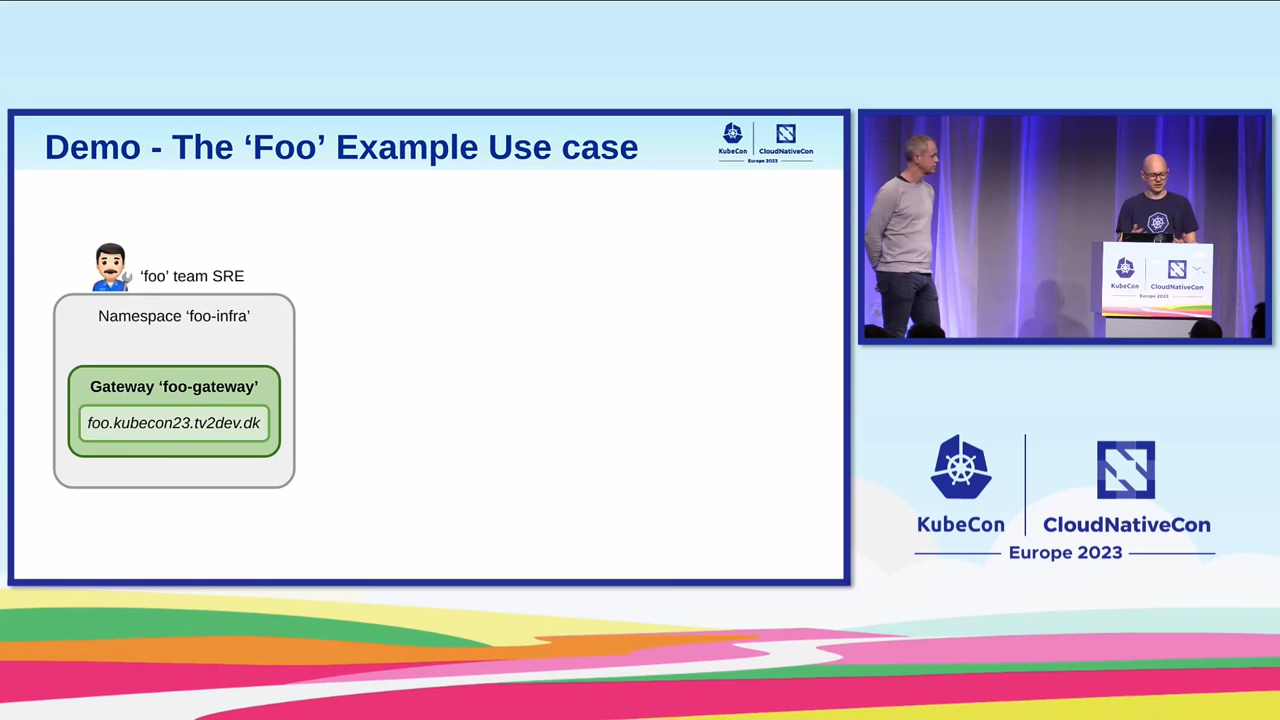 Demo - The ‘Foo’ Example Use case
KubeCon
CloudNativeCon
Europe 2023
‘foo’ team SRE
Namespace ‘foo-infra’
Gateway ‘foo-gateway’
foo.kubecon23.tv2dev.dk
KubeCon
CloudNativeCon
Europe 2023
KubeCon
CloudNativeCon
Europe 2023